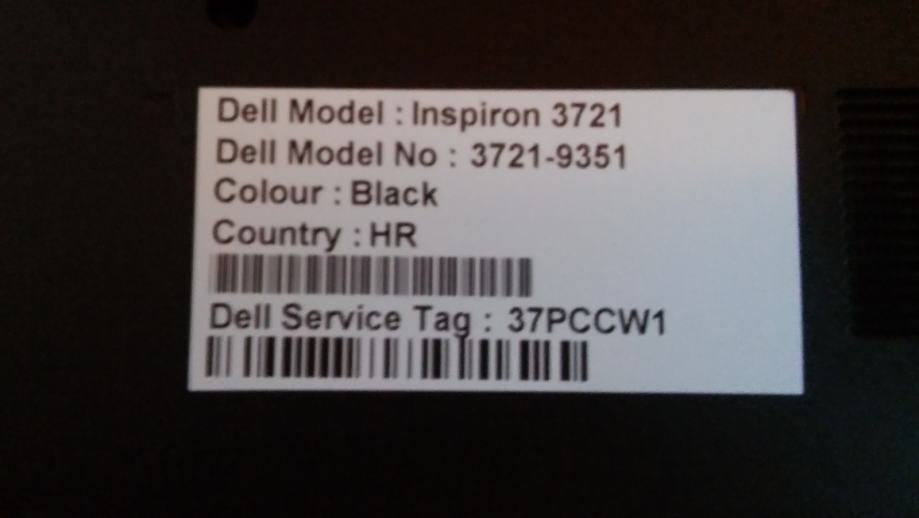 Dell Model : Inspiron 3721
Dell Model No : 3721-9351
Colour : Black
Country : HR
Dell Service Tag : 37PCCW1